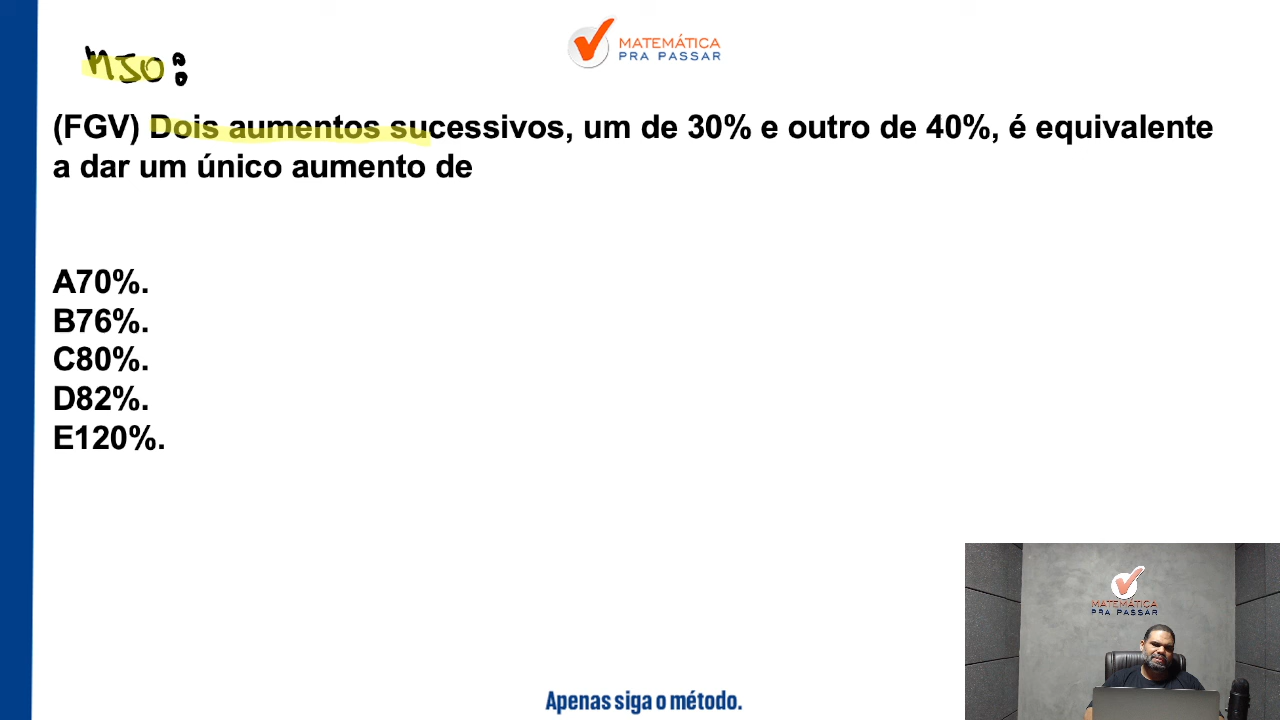 MATEMÁTICA
PRA PASSAR
MJO:
(FGV) Dois aumentos sucessivos, um de 30% e outro de 40%, é equivalente
a dar um único aumento de
A70%.
B76%.
C80%.
D82%.
E120%.
MATEMÁTICA
PRA PASSAR
Apenas siga o método.